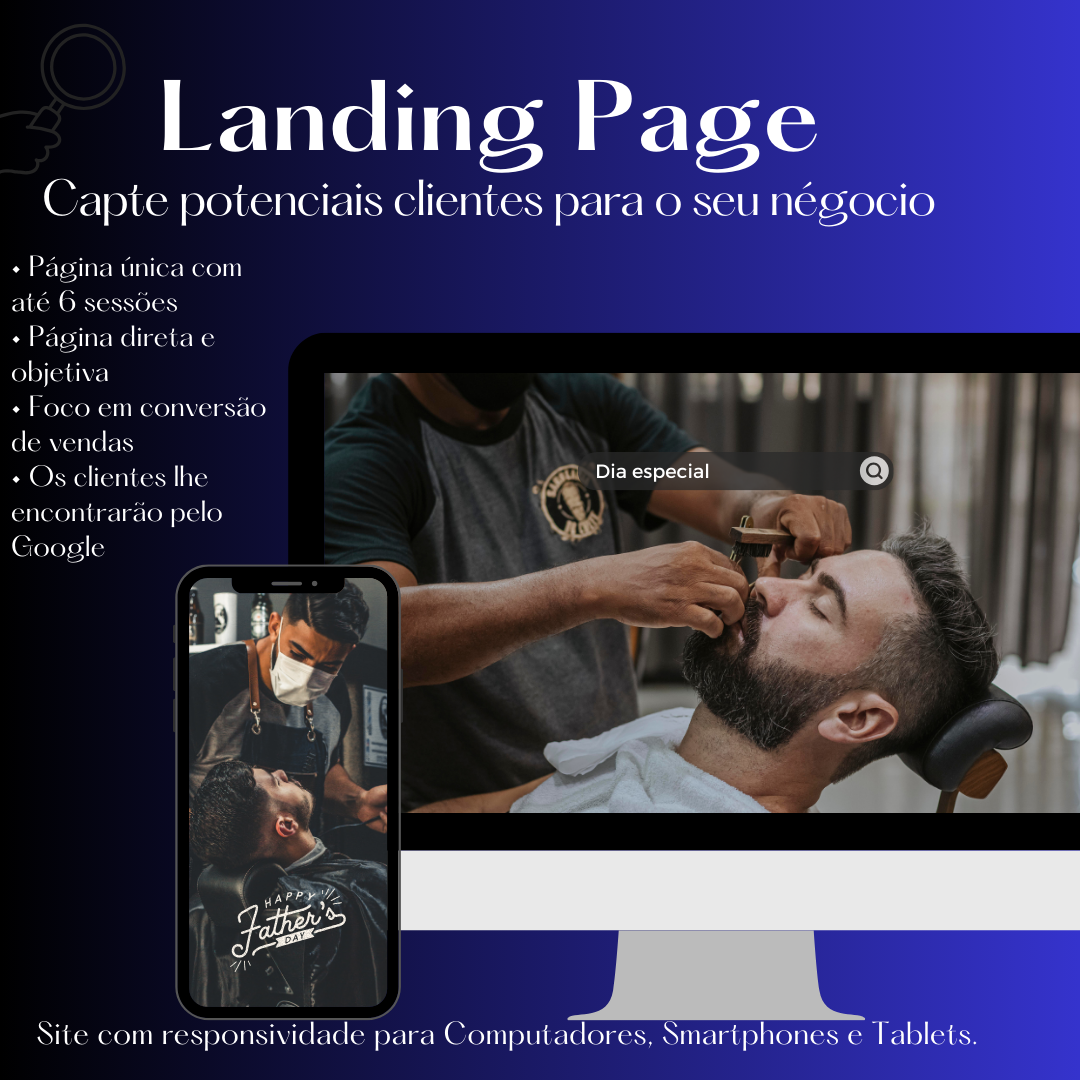 Landing Page
Capte potenciais clientes para o seu négocio
• Página única com
até 6 sessões
• Página direta e
objetiva
• Foco em conversão
de vendas
• Os clientes lhe
encontrarão pelo
Google
Dia especial
HAPPY
Father's
DAY
Site com responsividade para Computadores, Smartphones e Tablets.